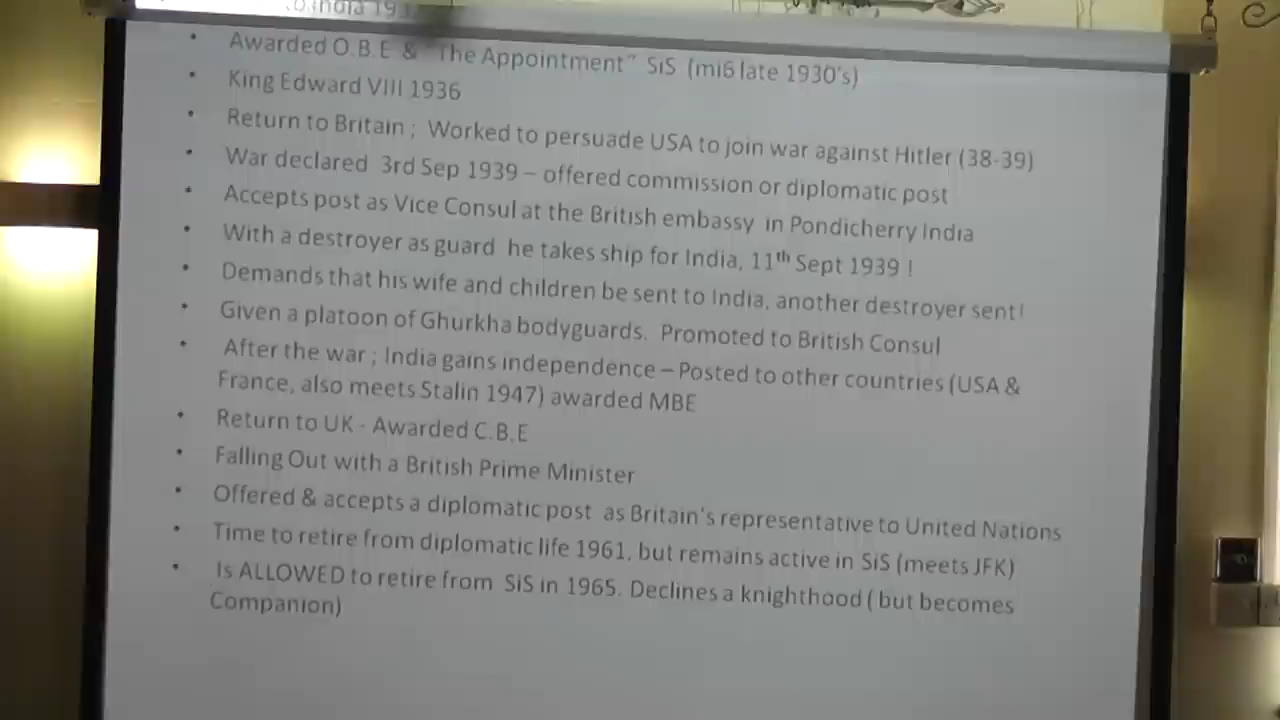 India 193
• Awarded O.B.E & "The Appointment" SiS (mi6 late 1930's)
• King Edward VIII 1936
• Return to Britain ; Worked to persuade USA to join war against Hitler (38-39)
• War declared 3rd Sep 1939 – offered commission or diplomatic post
• Accepts post as Vice Consul at the British embassy in Pondicherry India
• With a destroyer as guard he takes ship for India, 11th Sept 1939 !
• Demands that his wife and children be sent to India, another destroyer sent!
• Given a platoon of Ghurkha bodyguards. Promoted to British Consul
• After the war ; India gains independence – Posted to other countries (USA &
France, also meets Stalin 1947) awarded MBE
• Return to UK - Awarded C.B.E
• Falling Out with a British Prime Minister
• Offered & accepts a diplomatic post as Britain's representative to United Nations
• Time to retire from diplomatic life 1961, but remains active in SiS (meets JFK)
• Is ALLOWED to retire from SiS in 1965. Declines a knighthood ( but becomes
Companion)